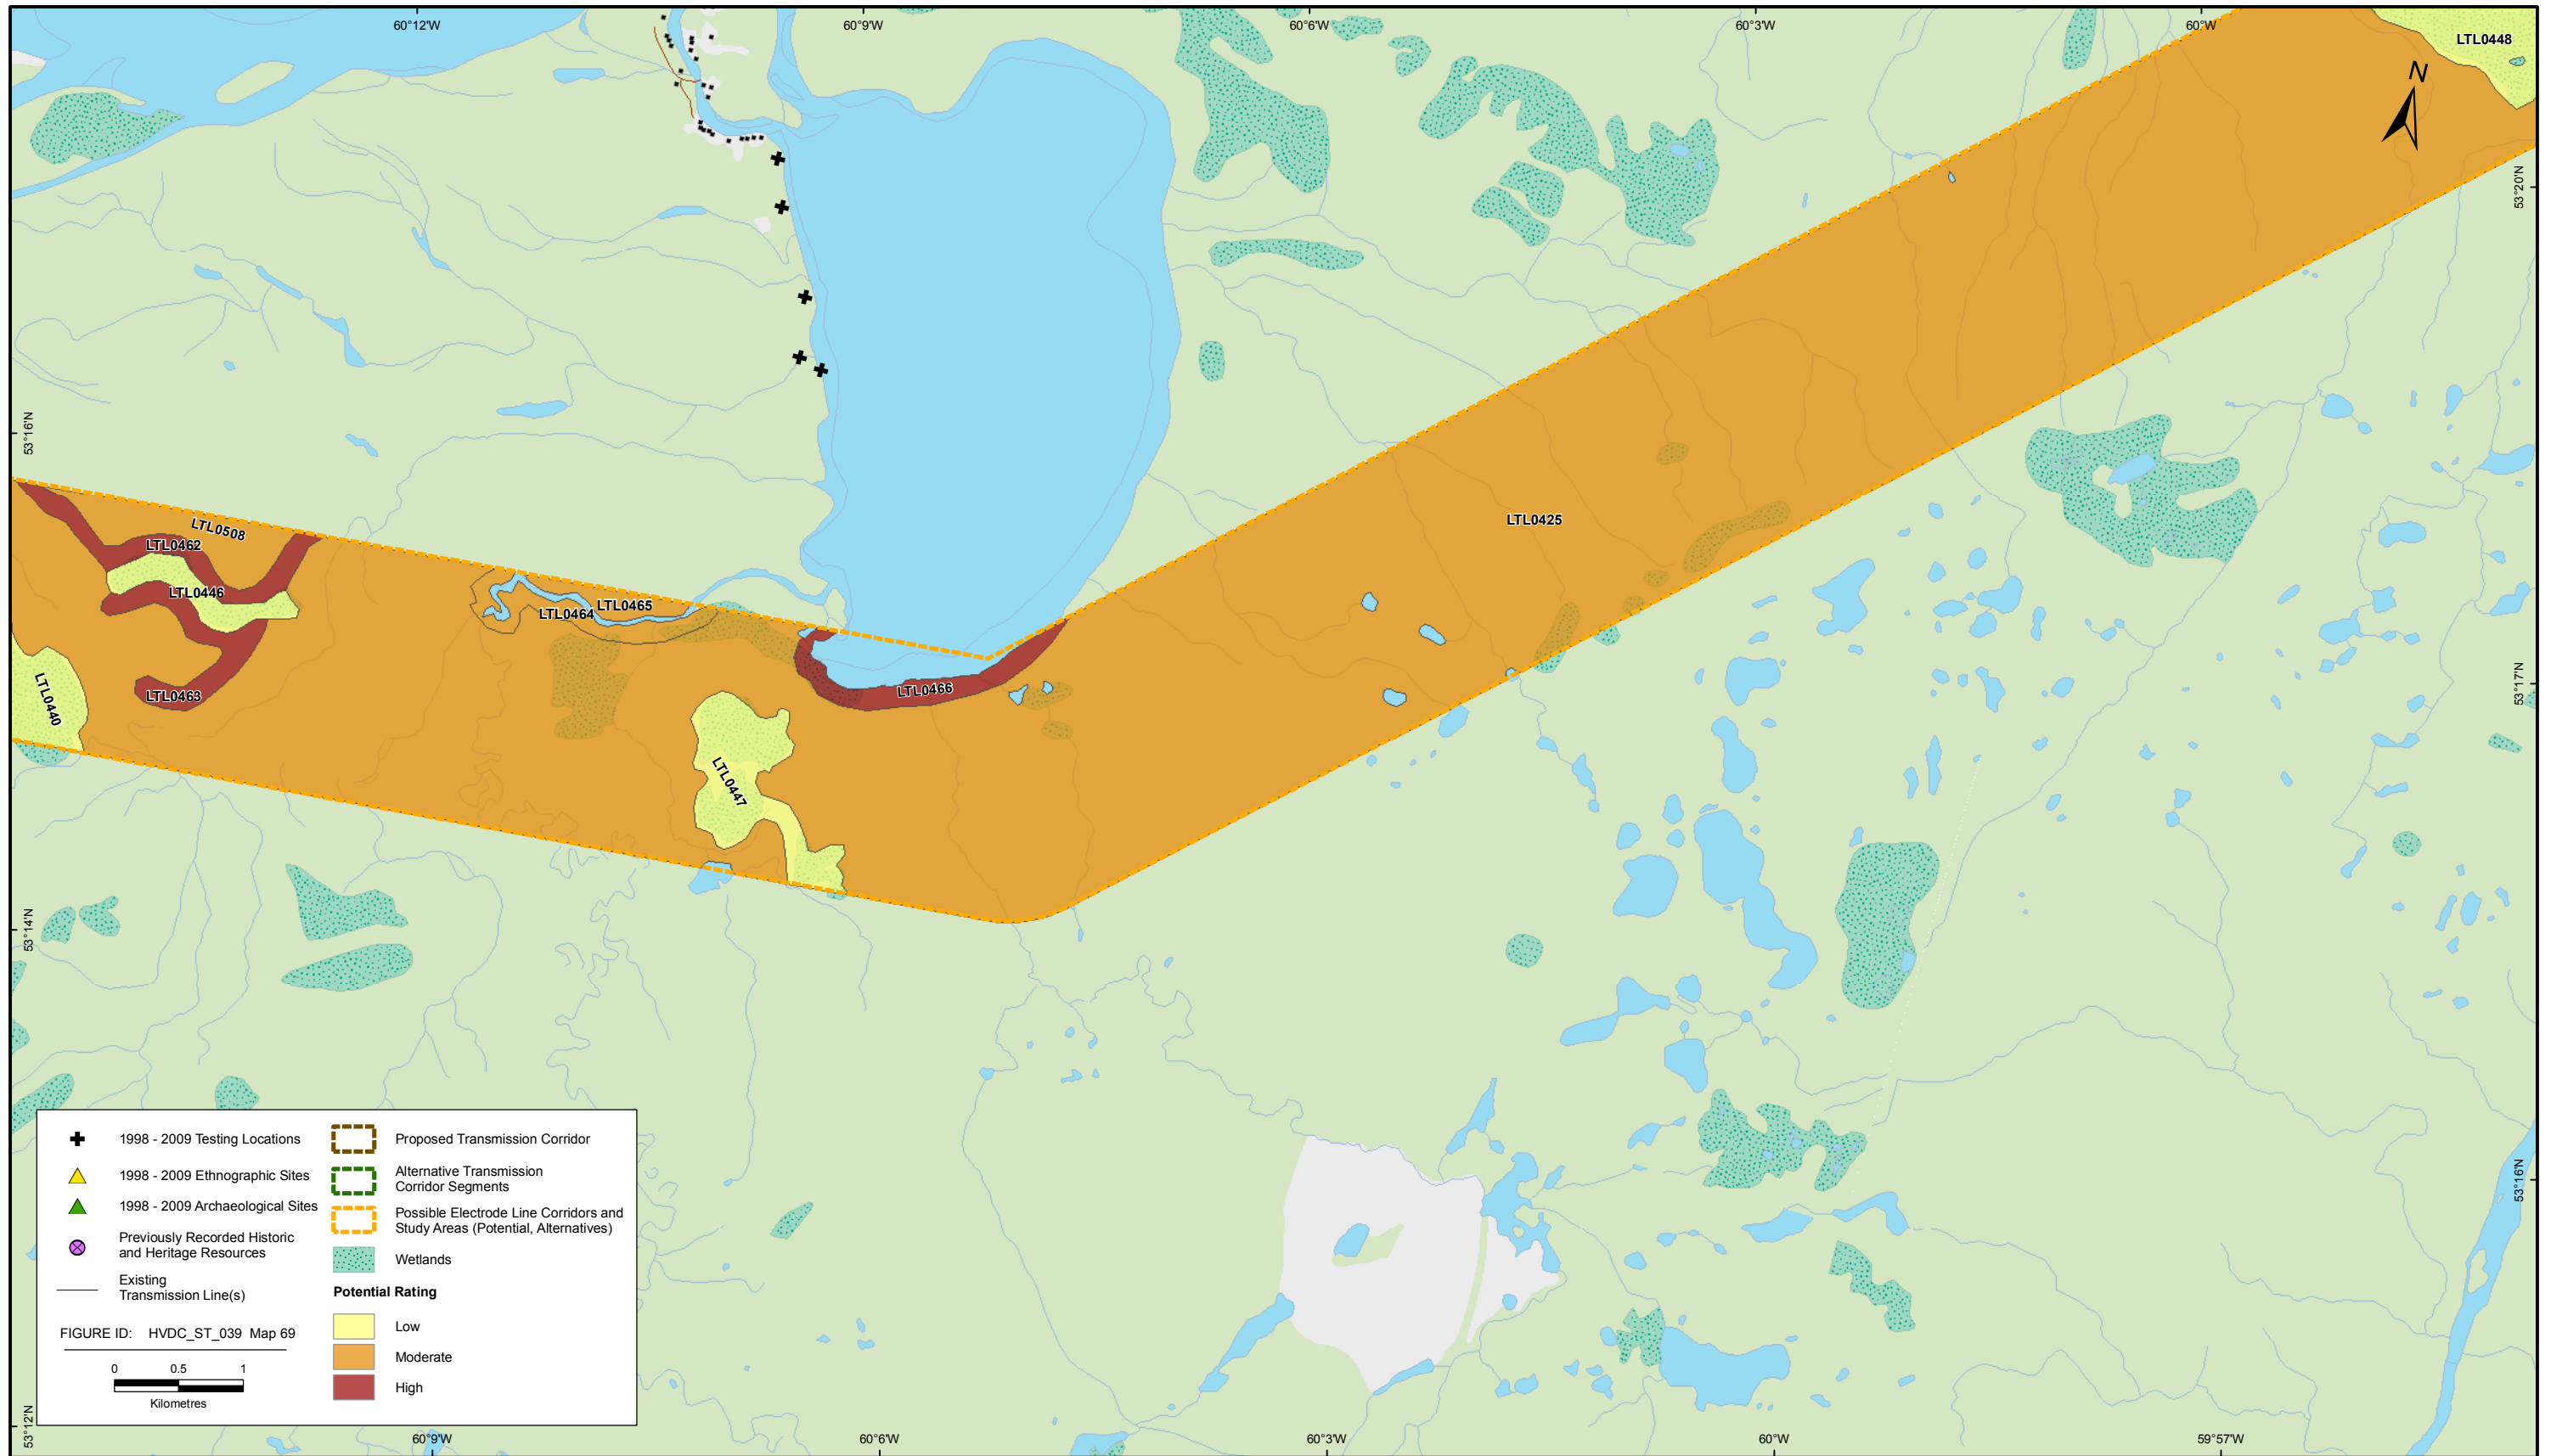 60°12'W
60°9'W
60°6'W
60°3'W
60°W
LTL0448
N
53°20'N
53°16'N
LTL0425
LTL0508
LTL0462
LTL0446
LTL0465
LTL0464
LTL0463
LTL0466
LTL0440
LTL0447
53°17'N
53°14'N
53°16'N
1998 - 2009 Testing Locations
1998 - 2009 Ethnographic Sites
1998 - 2009 Archaeological Sites
Previously Recorded Historic
and Heritage Resources
Existing
Transmission Line(s)
FIGURE ID: HVDC_ST_039 Map 69
0 0.5 1
Kilometres
Proposed Transmission Corridor
Alternative Transmission
Corridor Segments
Possible Electrode Line Corridors and
Study Areas (Potential, Alternatives)
Wetlands
Potential Rating
Low
Moderate
High
53°12'N
60°9'W
60°6'W
60°3'W
60°W
59°57'W